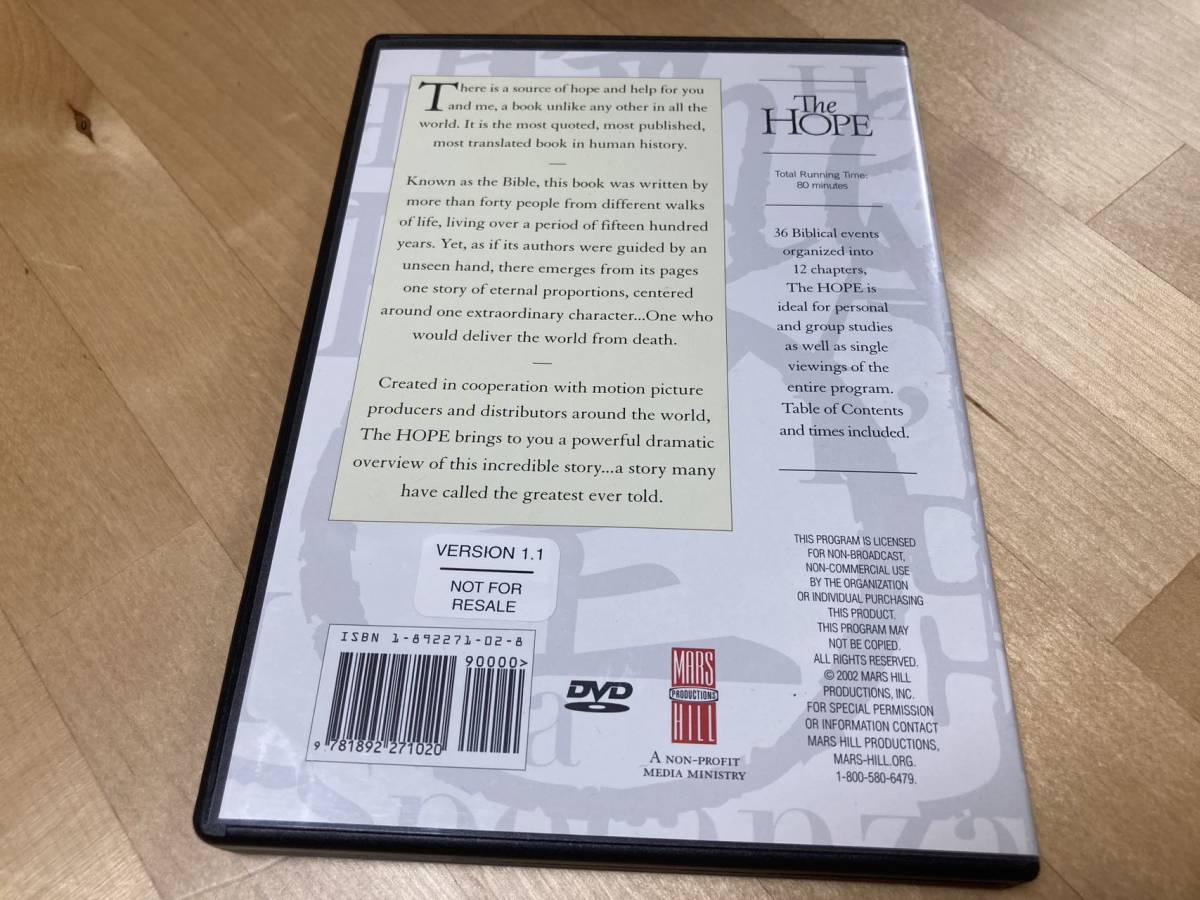 There is a source of hope and help for you
and me, a book unlike any other in all the
world. It is the most quoted, most published,
most translated book in human history.
Known as the Bible, this book was written by
more than forty people from different walks
of life, living over a period of fifteen hundred
years. Yet, as if its authors were guided by an
unseen hand, there emerges from its pages
one story of eternal proportions, centered
around one extraordinary character...One who
would deliver the world from death.
Created in cooperation with motion picture
producers and distributors around the world,
The HOPE brings to you a powerful dramatic
overview of this incredible story...a story many
have called the greatest ever told.
VERSION 1.1
NOT FOR
RESALE
ISBN 1-892271-02-8
90000>
9 781892 271020
DVD
MARS
PRODUCTIONS
HILL
A NON-PROFIT
MEDIA MINISTRY
The
HOPE
Total Running Time:
80 minutes
36 Biblical events
organized into
12 chapters,
The HOPE is
ideal for personal
and group studies
as well as single
viewings of the
entire program.
Table of Contents
and times included.
THIS PROGRAM IS LICENSED
FOR NON-BROADCAST,
NON-COMMERCIAL USE
BY THE ORGANIZATION
OR INDIVIDUAL PURCHASING
THIS PRODUCT.
THIS PROGRAM MAY
NOT BE COPIED.
ALL RIGHTS RESERVED.
© 2002 MARS HILL
PRODUCTIONS, INC.
FOR SPECIAL PERMISSION
OR INFORMATION CONTACT
MARS HILL PRODUCTIONS,
MARS-HILL.ORG.
1-800-580-6479.